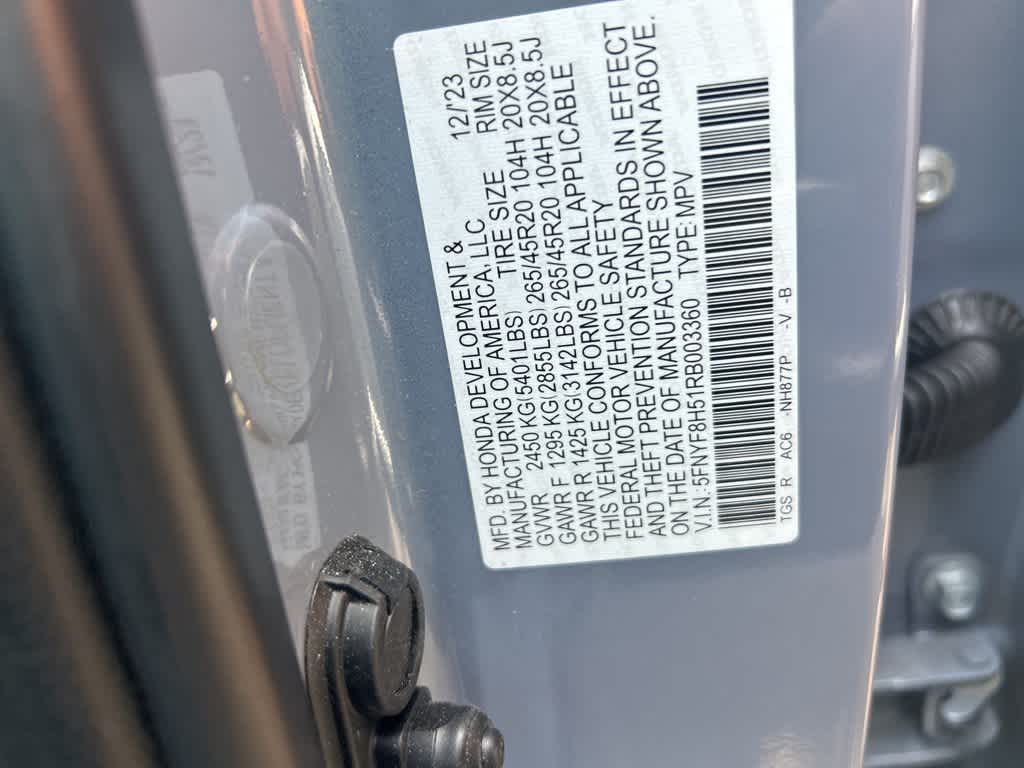 MFD. BY HONDA DEVELOPMENT & 12/'23
MANUFACTURING OF AMERICA, LLC TIRE SIZE RIM SIZE
GVWR 2450 KG(5401LBS) 265/45R20 104H 20X8.5J
GAWR F 1295 KG(2855LBS) 265/45R20 104H 20X8.5J
GAWR R 1425 KG(3142LBS)
THIS VEHICLE CONFORMS TO ALL APPLICABLE
FEDERAL MOTOR VEHICLE SAFETY
AND THEFT PREVENTION STANDARDS IN EFFECT
ON THE DATE OF MANUFACTURE SHOWN ABOVE.
V.I.N.:5FNYF8H51RB003360 TYPE:MPV
TGS R AC6 -NH877P -V -B